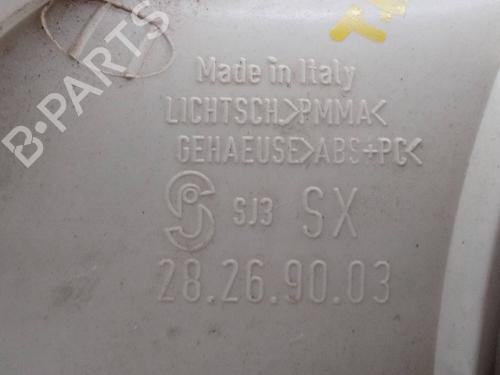 B-PARTS
Made in Italy
LICHTSCH.>PMMA<
GEHAEUSE>ABS+PC<
SJ3 SX
28.26.90.03